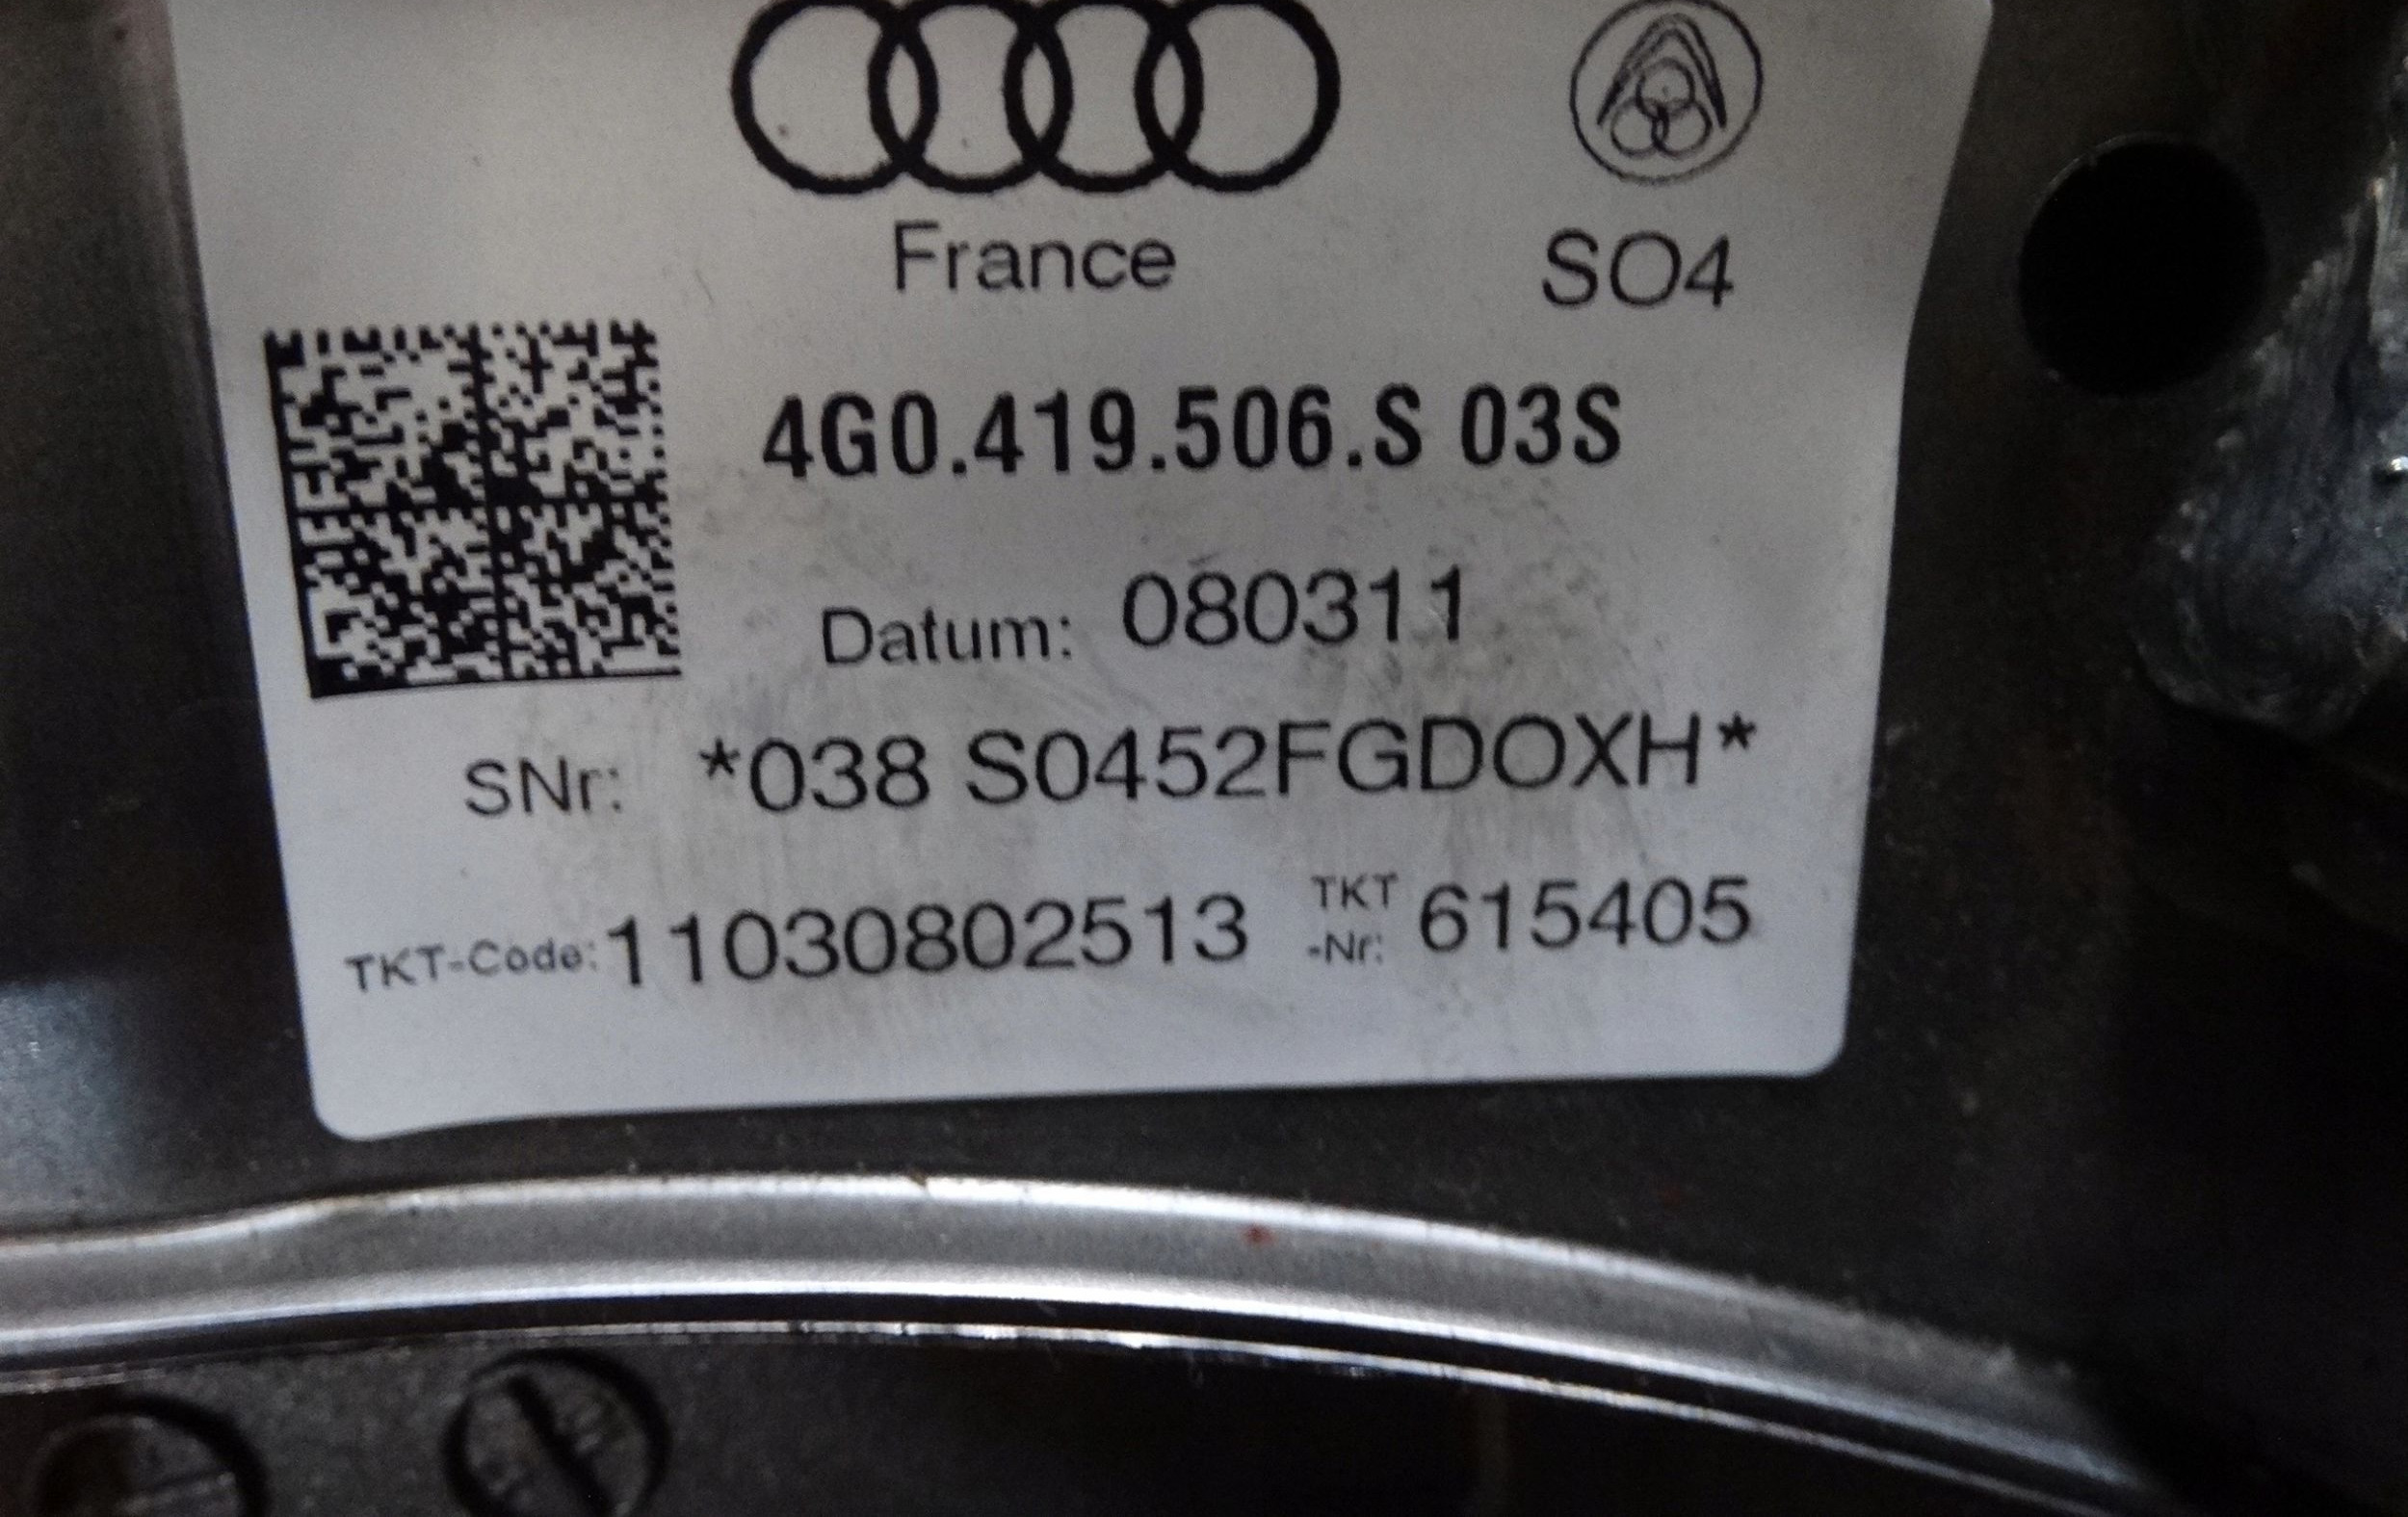 France SO4
4G0.419.506.S 03S
Datum: 080311
SNr: *038 S0452FGDOXH*
TKT-Code: 11030802513 TKT -Nr: 615405